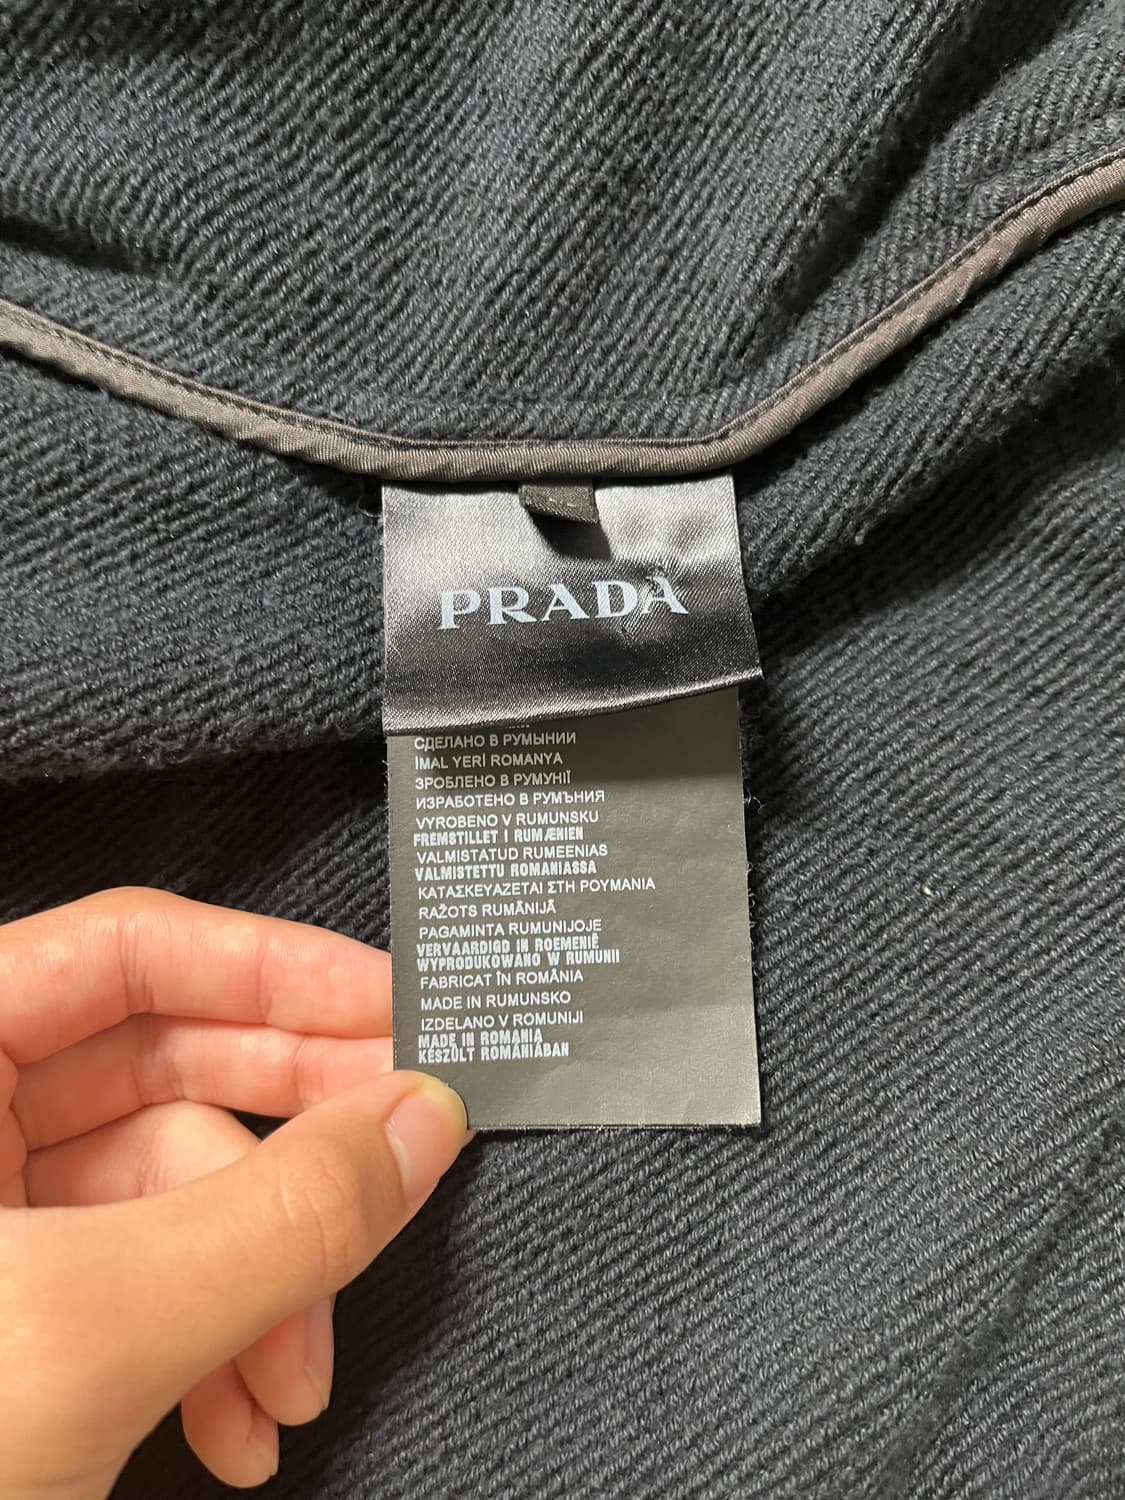 PRADA
СДЕЛАНО В РУМЫНИИ
İMAL YERİ ROMANYA
ЗРОБЛЕНО В РУМУНІЇ
ИЗРАБОТЕНО В РУМЪНИЯ
VYROBENO V RUMUNSKU
FREMSTILLET I RUMÆNIEN
VALMISTATUD RUMEENIAS
VALMISTETTU ROMANIASSA
ΚΑΤΑΣΚΕΥΑΖΕΤΑΙ ΣΤΗ ΡΟΥΜΑΝΙΑ
RAŽOTS RUMĀNIJĀ
PAGAMINTA RUMUNIJOJE
VERVAARDIGD IN ROEMENIË
WYPRODUKOWANO W RUMUNII
FABRICAT ÎN ROMÂNIA
MADE IN RUMUNSKO
IZDELANO V ROMUNIJI
MADE IN ROMANIA
KÉSZÜLT ROMÁNIÁBAN